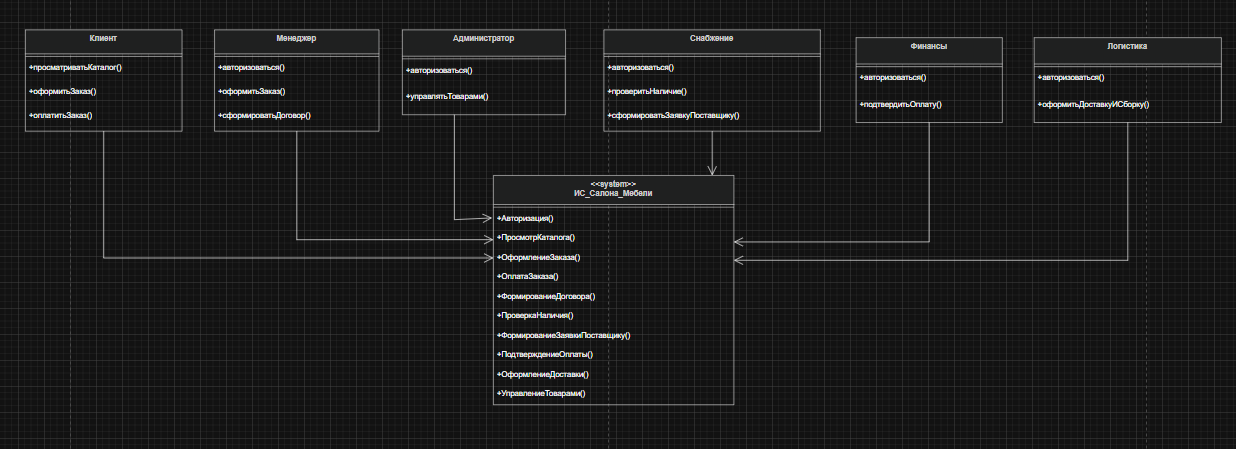 Клиент
+просматриватьКаталог()
+оформитьЗаказ()
+оплатитьЗаказ()
Менеджер
+авторизоваться()
+оформитьЗаказ()
+сформироватьДоговор()
Администратор
+авторизоваться()
+управлятьТоварами()
Снабжение
+авторизоваться()
+проверитьНаличие()
+сформироватьЗаявкуПоставщику()
Финансы
+авторизоваться()
+подтвердитьОплату()
Логистика
+авторизоваться()
+оформитьДоставкуИСборку()
<<system>>
ИС_Салона_Мебели
+Авторизация()
+ПросмотрКаталога()
+ОформлениеЗаказа()
+ОплатаЗаказа()
+ФормированиеДоговора()
+ПроверкаНаличия()
+ФормированиеЗаявкиПоставщику()
+ПодтверждениеОплаты()
+ОформлениеДоставки()
+УправлениеТоварами()